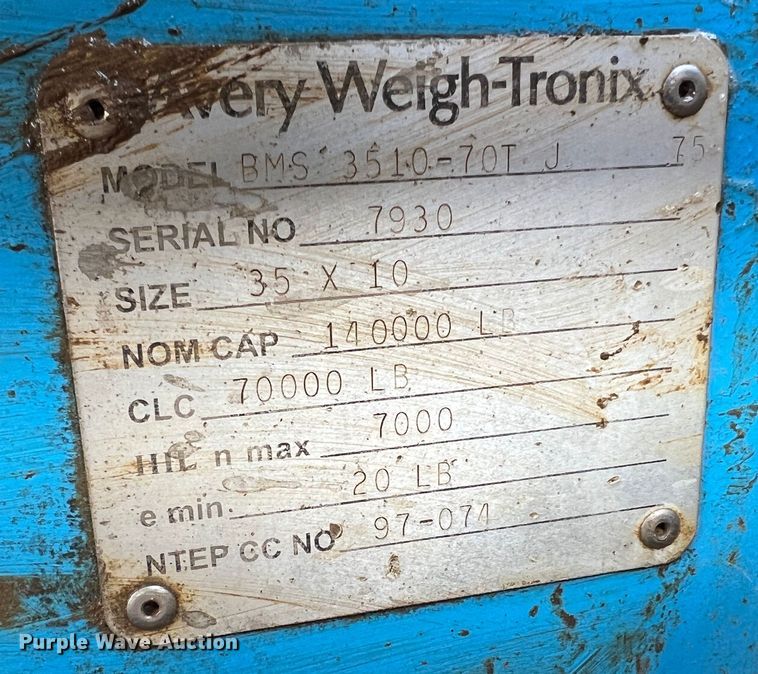 Avery Weigh-Tronix
MODEL BMS 3510-70T J 75
SERIAL NO 7930
SIZE 35 X 10
NOM CAP 140000 LB
CLC 70000 LB
III L n max 7000
e min 20 LB
NTEP CC NO 97-074
Purple Wave Auction